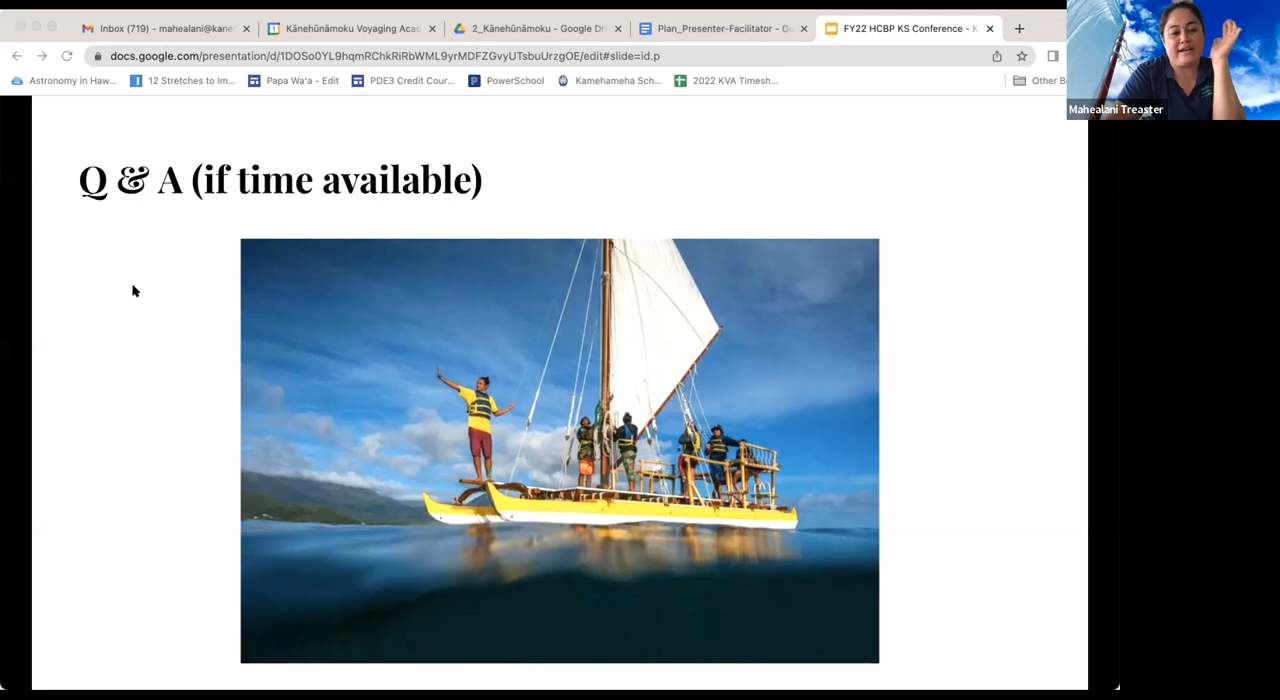 Inbox (719) - mahealani@kane
Kānehūnāmoku Voyaging Aca
2_Kānehūnāmoku - Google Dri
Plan_Presenter-Facilitator - Go
FY22 HCBP KS Conference - K
docs.google.com/presentation/d/1DOSo0YL9hqmRChkRiRbWML9yrMDFZGvyUTsbuUrzgOE/edit#slide=id.p
Astronomy in Haw...
12 Stretches to Im...
Papa Wa'a - Edit
PDE3 Credit Cour...
PowerSchool
Kamehameha Sch...
2022 KVA Timesh...
Other B
Mahealani Treaster
Q & A (if time available)